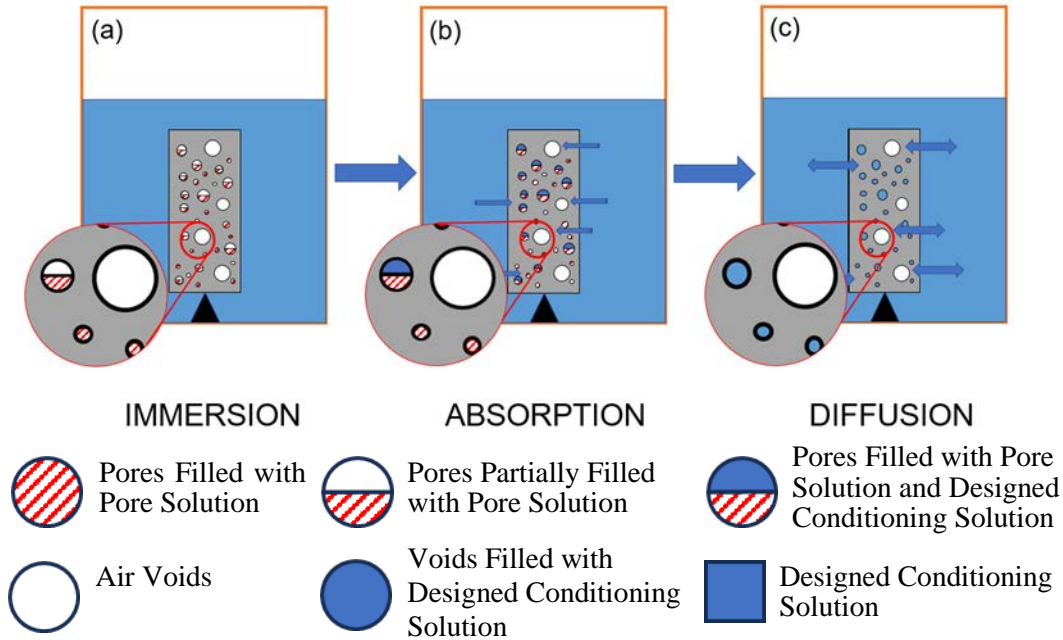 (a)
(b)
(c)
IMMERSION
ABSORPTION
DIFFUSION
Pores Filled with
Pore Solution
Pores Partially Filled
with Pore Solution
Pores Filled with Pore
Solution and Designed
Conditioning Solution
Air Voids
Voids Filled with
Designed Conditioning
Solution
Designed Conditioning
Solution